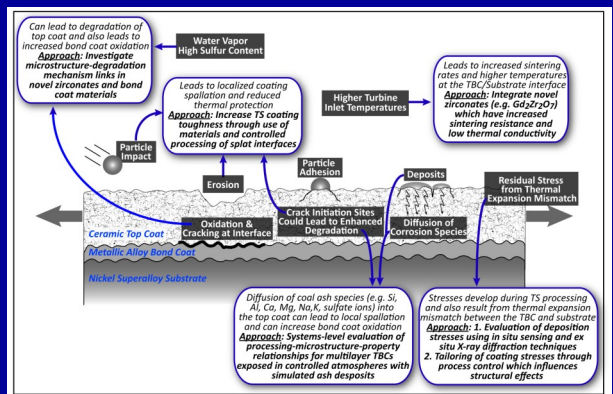 Can lead to degradation of
top coat and also leads to
increased bond coat oxidation
Approach: Investigate
microstructure-degradation
mechanism links in
novel zirconates and bond
coat materials
Water Vapor
High Sulfur Content
Leads to localized coating
spallation and reduced
thermal protection
Approach: Increase TS coating
toughness through use of
materials and controlled
processing of splat interfaces
Higher Turbine
Inlet Temperatures
Leads to increased sintering
rates and higher temperatures
at the TBC/Substrate interface
Approach: Integrate novel
zirconates (e.g. Gd2Zr2O7)
which have increased
sintering resistance and
low thermal conductivity
Particle
Impact
Erosion
Particle
Adhesion
Deposits
Residual Stress
from Thermal
Expansion Mismatch
Oxidation &
Cracking at Interface
Crack Initiation Sites
Could Lead to Enhanced
Degradation
Diffusion of
Corrosion Species
Ceramic Top Coat
Metallic Alloy Bond Coat
Nickel Superalloy Substrate
Diffusion of coal ash species (e.g. Si,
Al, Ca, Mg, Na,K, sulfate ions) into
the top coat can lead to local spallation
and can increase bond coat oxidation
Approach: Systems-level evaluation of
processing-microstructure-property
relationships for multilayer TBCs
exposed in controlled atmospheres with
simulated ash deposits
Stresses develop during TS processing
and also result from thermal expansion
mismatch between the TBC and substrate
Approach: 1. Evaluation of deposition
stresses using in situ sensing and ex
situ X-ray diffraction techniques
2. Tailoring of coating stresses through
process control which influences
structural effects